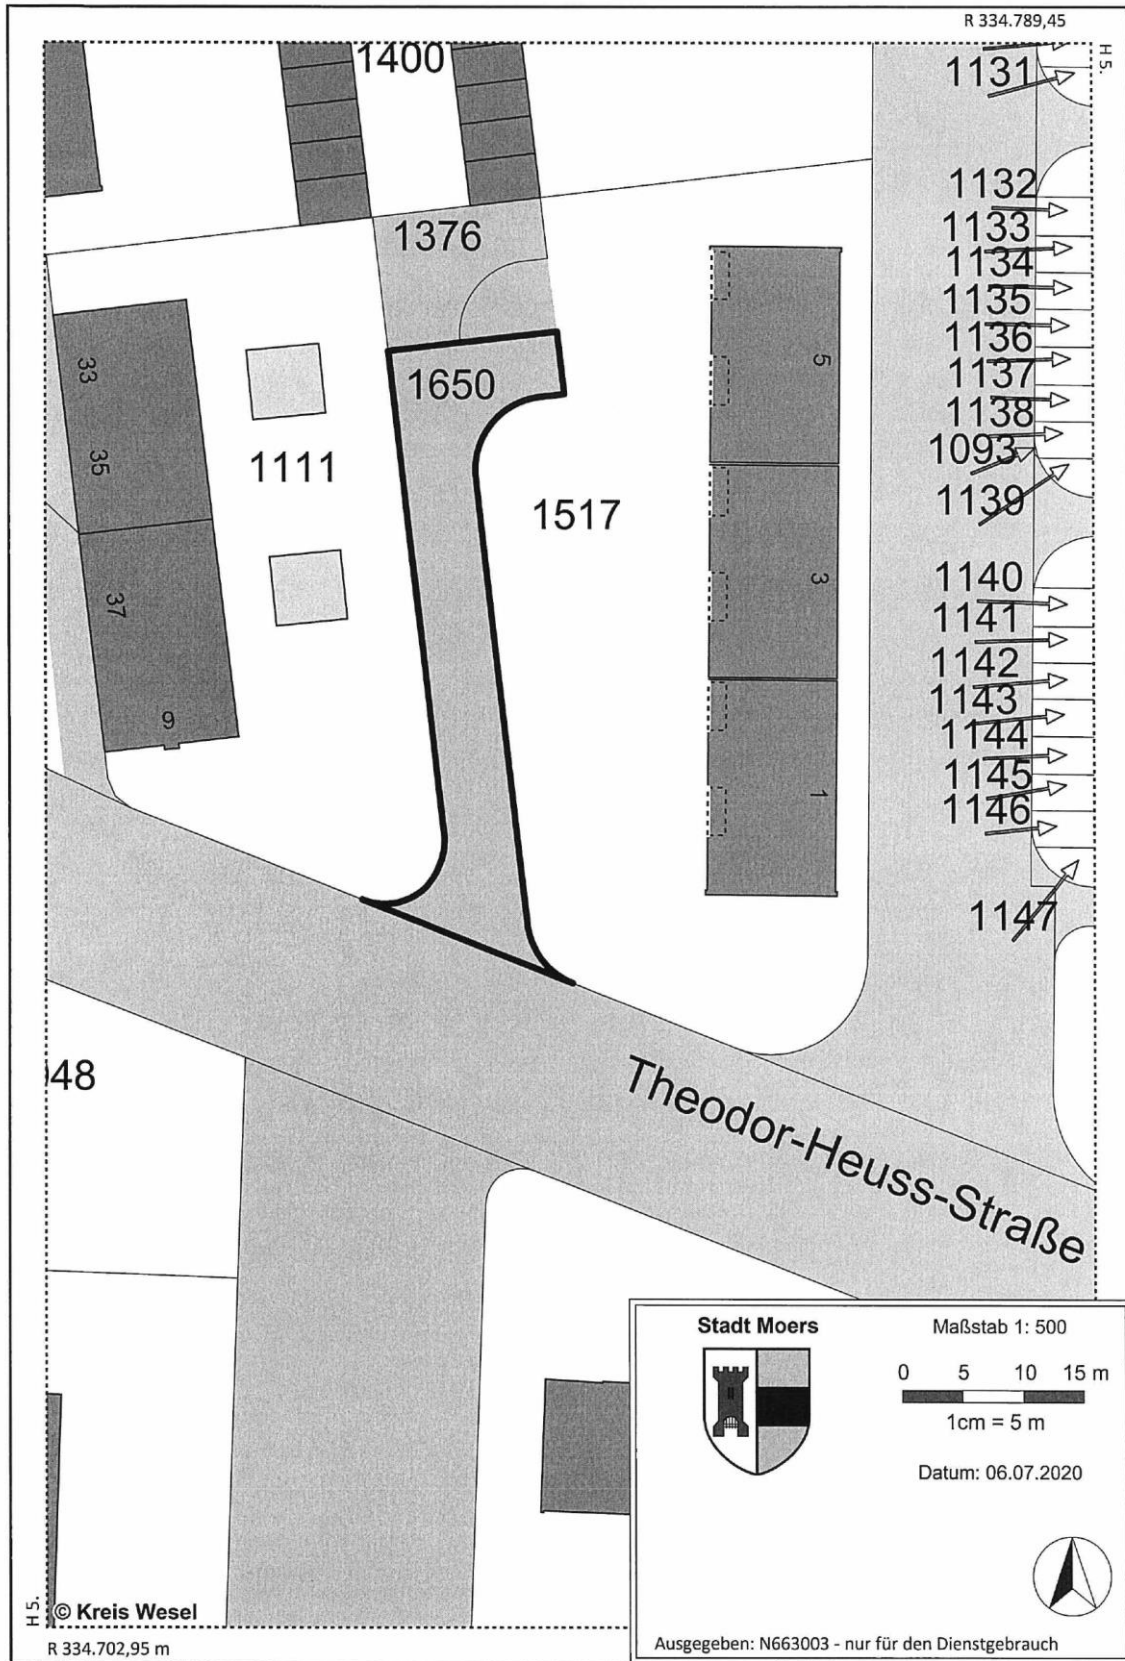 R 334.789,45
H 5.
1400
1131
1132
1376
1133
1134
1135
1136
1650
1137
1138
33
5
1093
35
1111
1139
1517
1140
37
3
1141
1142
1143
9
1144
1145
1
1146
1147
48
Theodor-Heuss-Straße
Stadt Moers
Maßstab 1: 500
0 5 10 15 m
1cm = 5 m
Datum: 06.07.2020
H 5.
© Kreis Wesel
R 334.702,95 m
Ausgegeben: N663003 - nur für den Dienstgebrauch